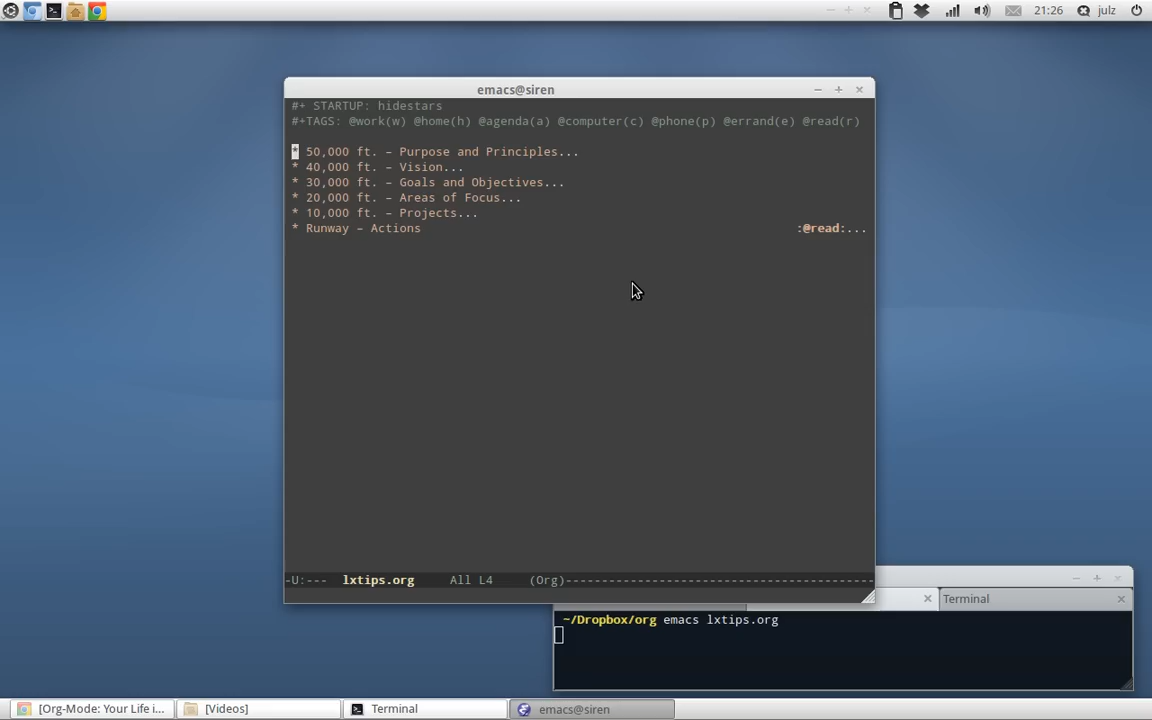 21:26
julz
emacs@siren
#+ STARTUP: hidestars
#+TAGS: @work(w) @home(h) @agenda(a) @computer(c) @phone(p) @errand(e) @read(r)
* 50,000 ft. – Purpose and Principles...
* 40,000 ft. – Vision...
* 30,000 ft. – Goals and Objectives...
* 20,000 ft. – Areas of Focus...
* 10,000 ft. – Projects...
* Runway – Actions :@read:...
-U:--- lxtips.org All L4 (Org)-------------------------------------------
Terminal
~/Dropbox/org emacs lxtips.org
[Org-Mode: Your Life i...
[Videos]
Terminal
emacs@siren